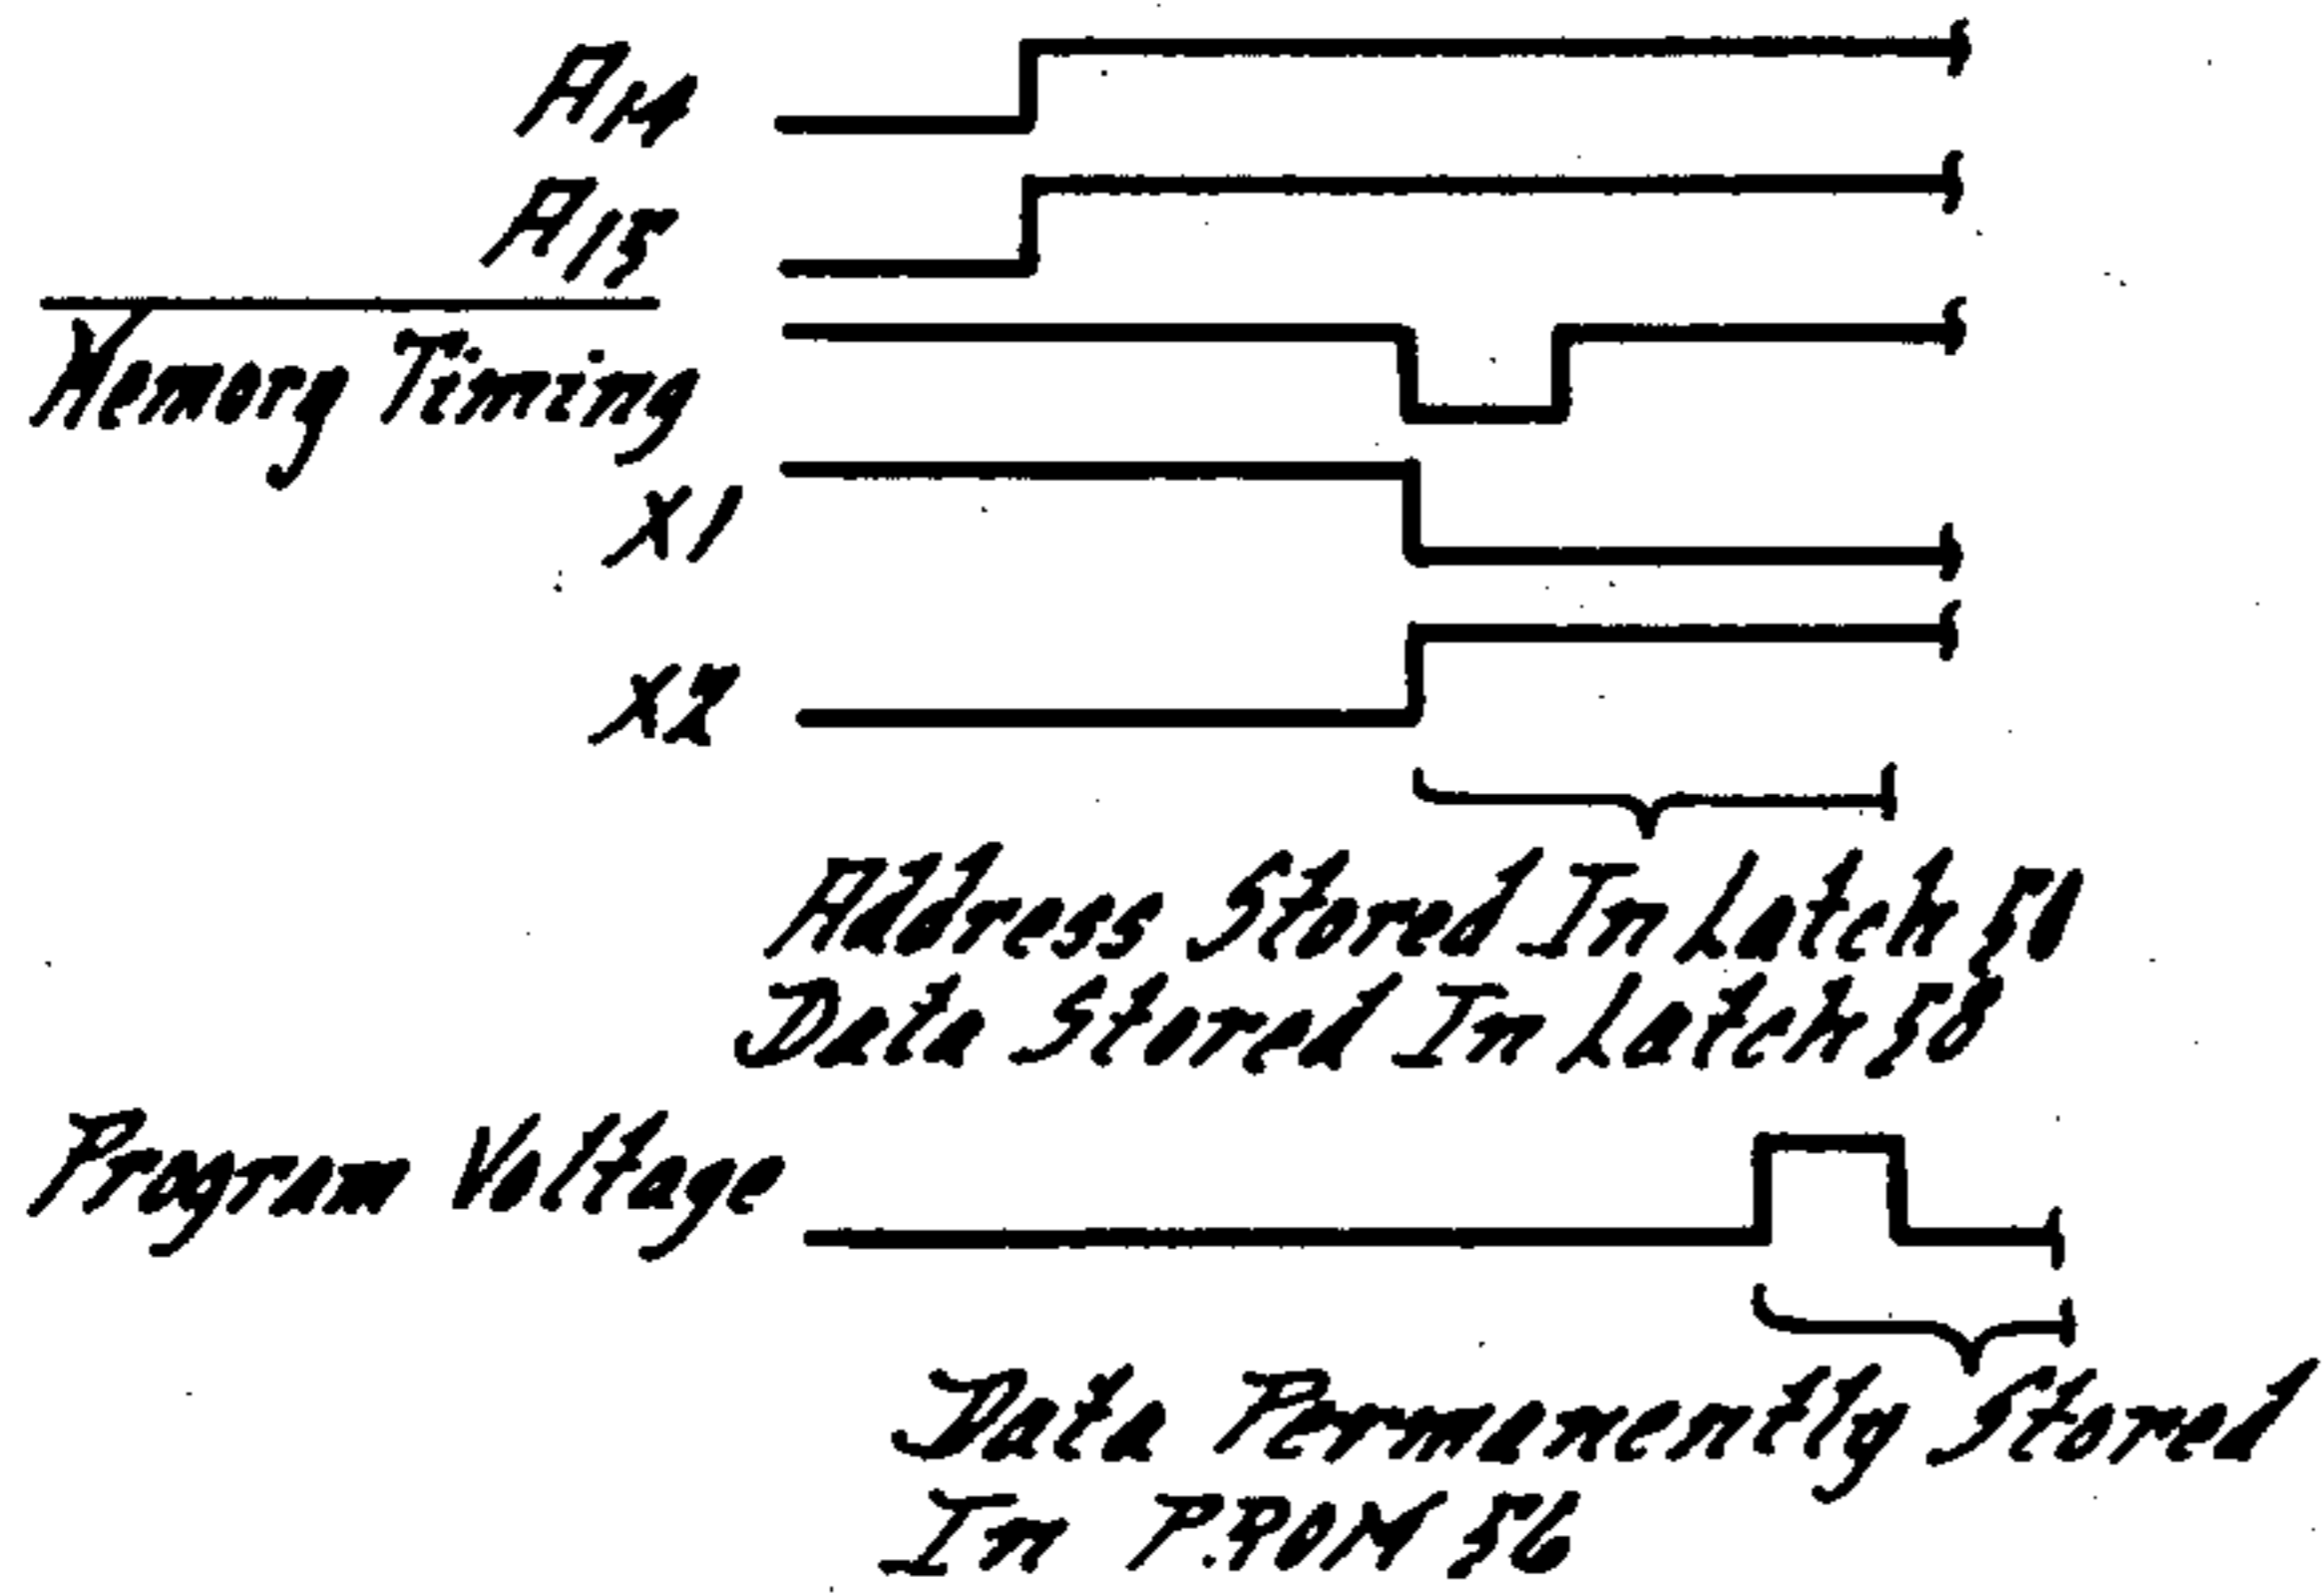 A14
A15
Memory Timing
X1
X2
Address Stored In Latch 50
Data Stored In Latch 58
Program Voltage
Data Permanently Stored
In P.ROM 56